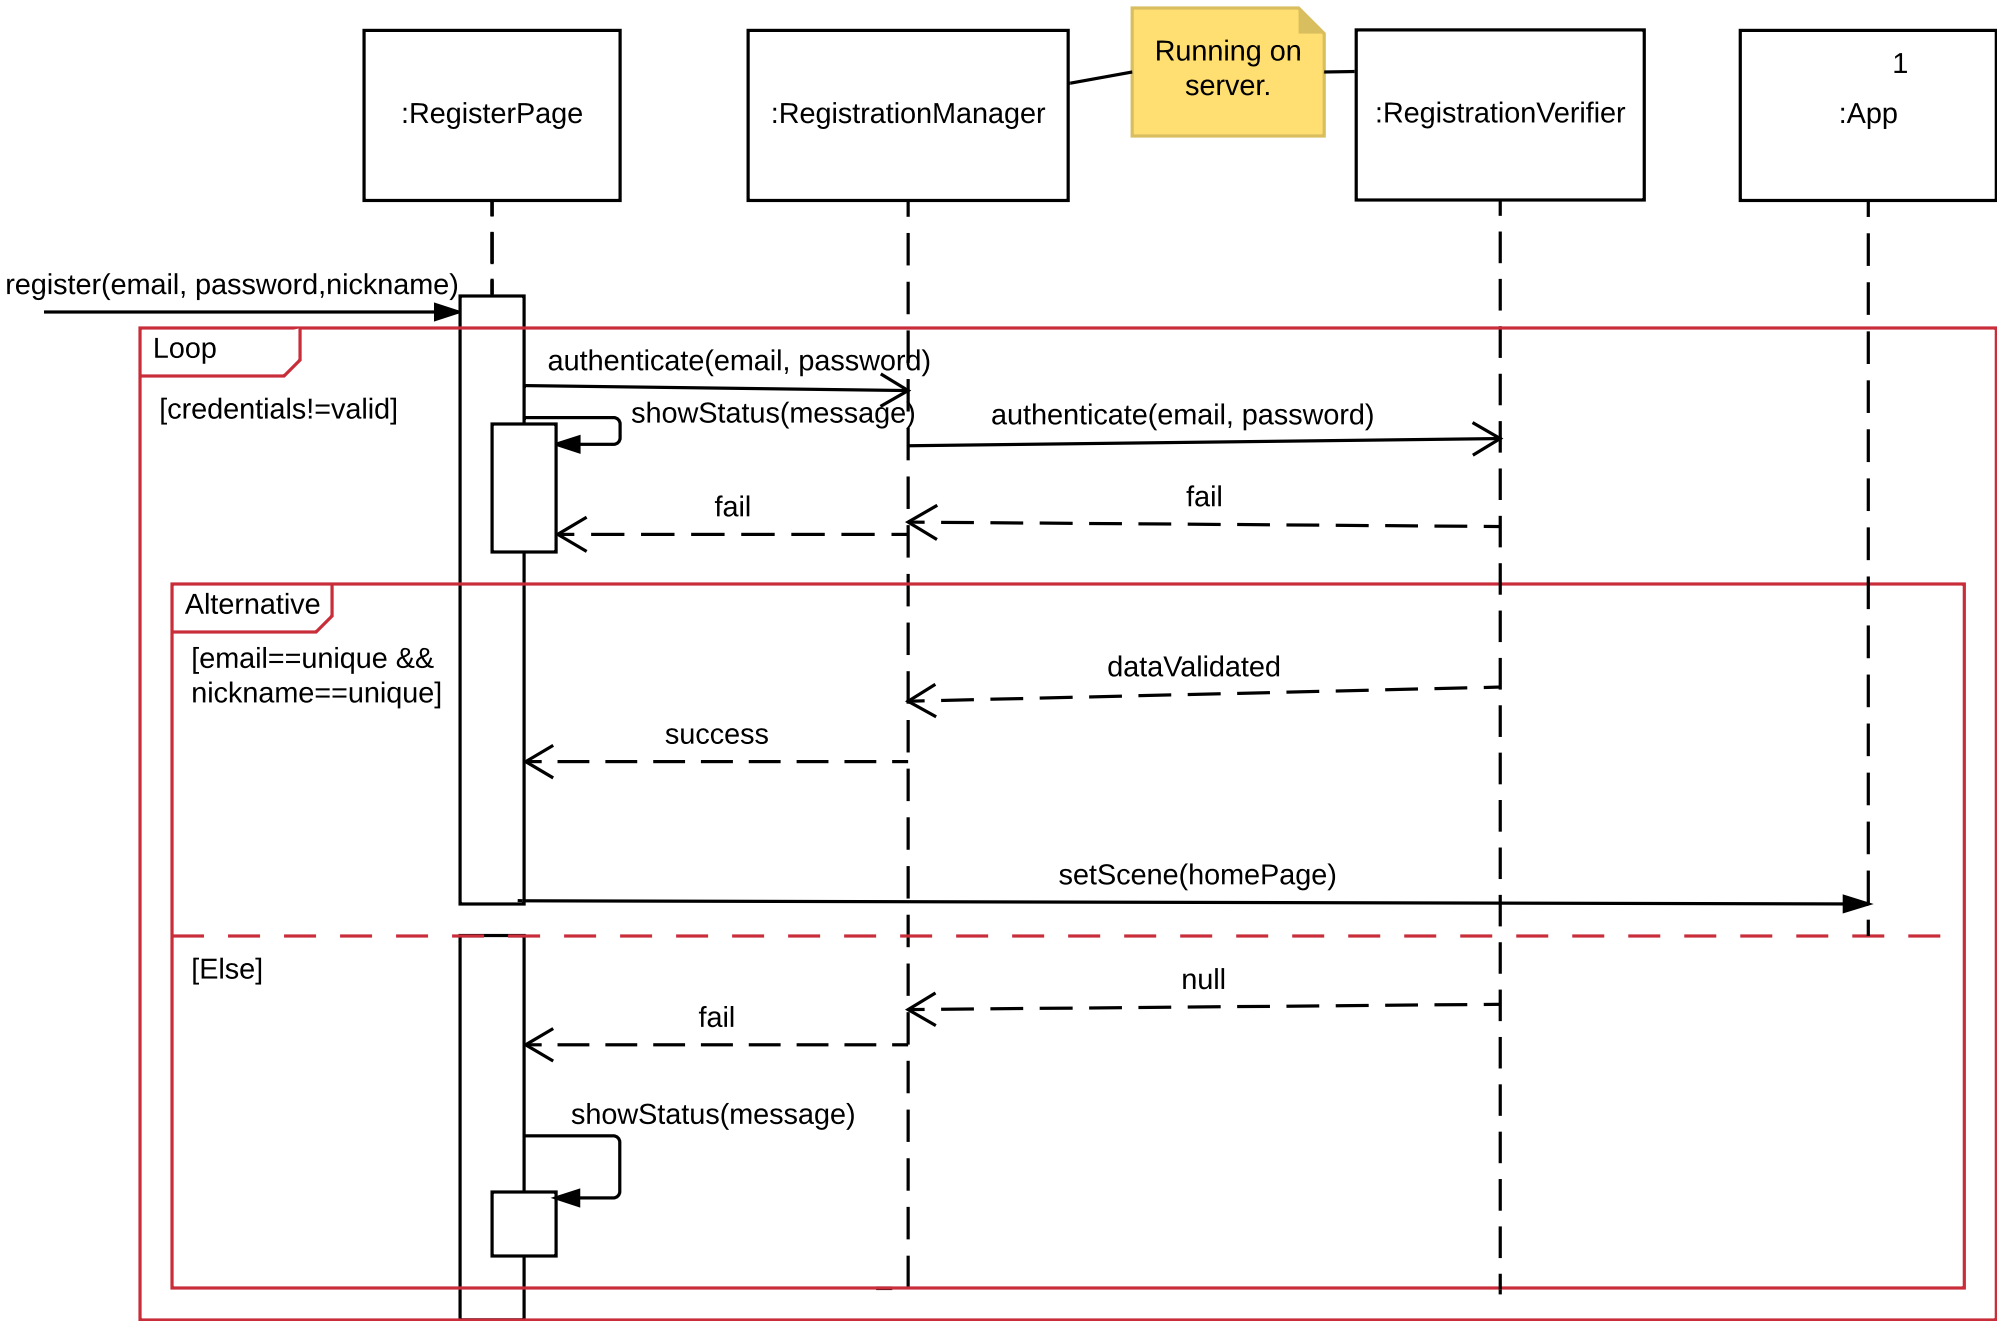 Running on
server.
1
:RegisterPage
:RegistrationManager
:RegistrationVerifier
:App
register(email, password,nickname)
Loop
authenticate(email, password)
[credentials!=valid]
showStatus(message)
authenticate(email, password)
fail
fail
Alternative
[email==unique &&
nickname==unique]
dataValidated
success
setScene(homePage)
[Else]
null
fail
showStatus(message)